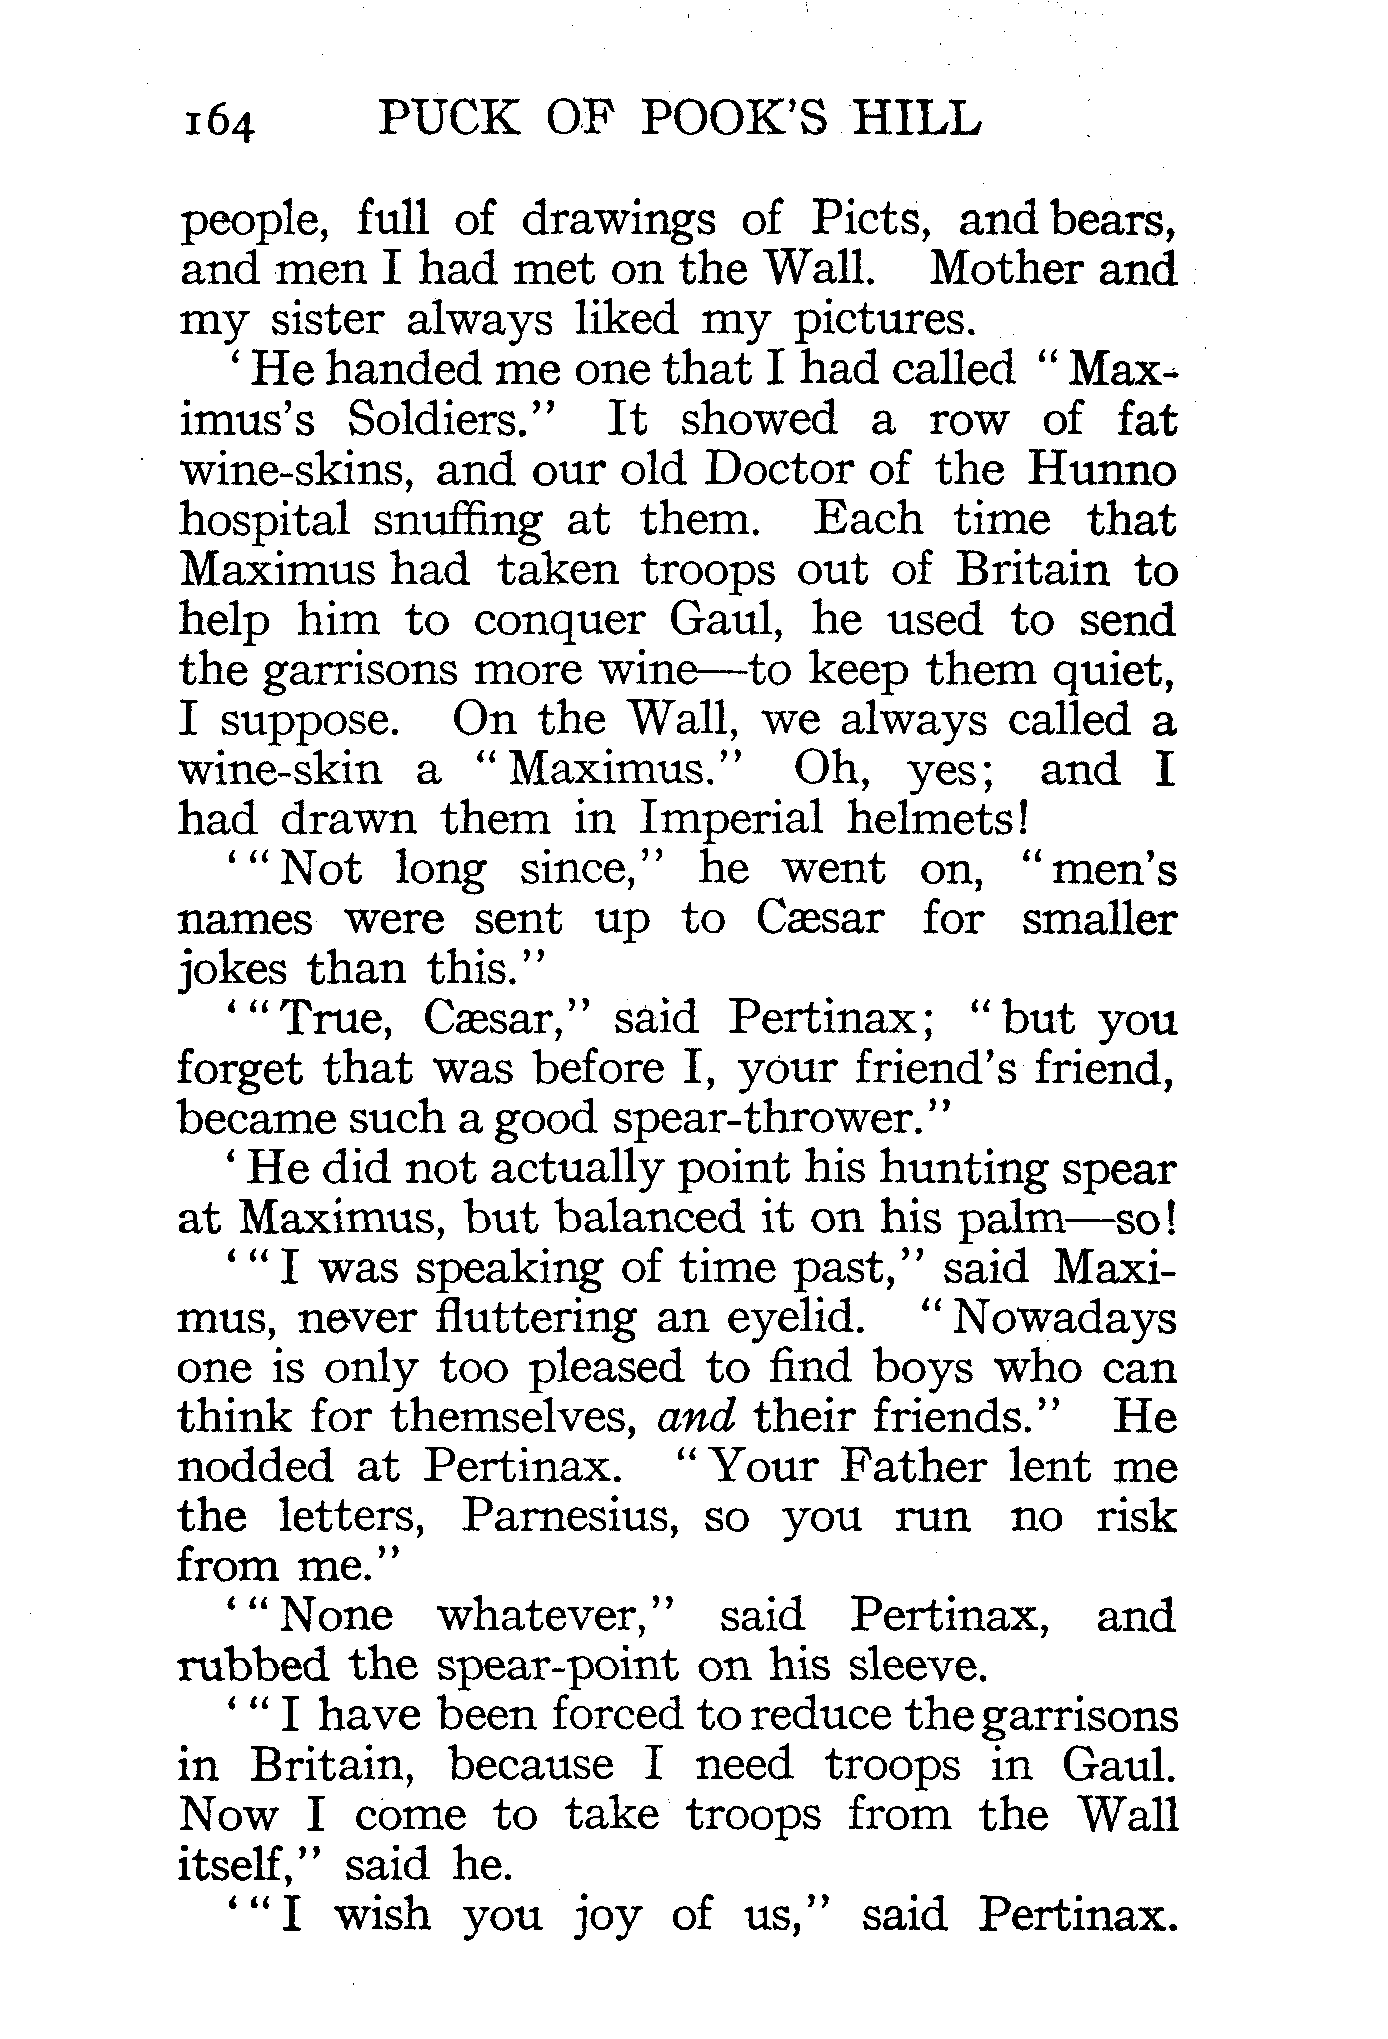 164 PUCK OF POOK'S HILL
people, full of drawings of Picts, and bears,
and men I had met on the Wall. Mother and
my sister always liked my pictures.
‘ He handed me one that I had called “ Max-
imus's Soldiers.” It showed a row of fat
wine-skins, and our old Doctor of the Hunno
hospital snuffing at them. Each time that
Maximus had taken troops out of Britain to
help him to conquer Gaul, he used to send
the garrisons more wine—to keep them quiet,
I suppose. On the Wall, we always called a
wine-skin a “ Maximus.” Oh, yes; and I
had drawn them in Imperial helmets!
‘ “ Not long since,” he went on, “ men's
names were sent up to Cæsar for smaller
jokes than this.”
‘ “ True, Cæsar,” said Pertinax; “ but you
forget that was before I, your friend's friend,
became such a good spear-thrower.”
‘ He did not actually point his hunting spear
at Maximus, but balanced it on his palm—so!
‘ “ I was speaking of time past,” said Maxi-
mus, never fluttering an eyelid. “ Nowadays
one is only too pleased to find boys who can
think for themselves, and their friends.” He
nodded at Pertinax. “ Your Father lent me
the letters, Parnesius, so you run no risk
from me.”
‘ “ None whatever,” said Pertinax, and
rubbed the spear-point on his sleeve.
‘ “ I have been forced to reduce the garrisons
in Britain, because I need troops in Gaul.
Now I come to take troops from the Wall
itself,” said he.
‘ “ I wish you joy of us,” said Pertinax.